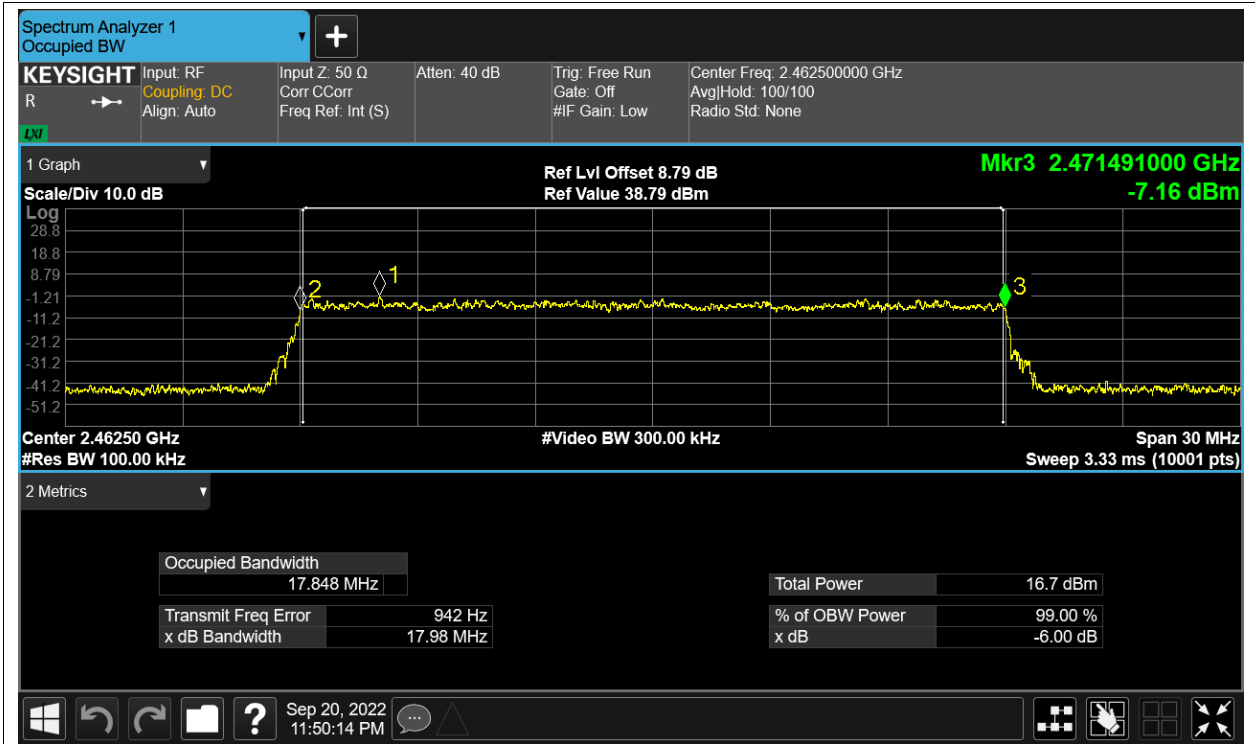 Spectrum Analyzer 1
Occupied BW
▼
+
KEYSIGHT Input: RF Input Z: 50 Ω Atten: 40 dB Trig: Free Run Center Freq: 2.462500000 GHz
R Coupling: DC Corr CCorr Gate: Off Avg|Hold: 100/100
Align: Auto Freq Ref: Int (S) #IF Gain: Low Radio Std: None
LXI
1 Graph ▼ Ref Lvl Offset 8.79 dB Mkr3 2.471491000 GHz
Scale/Div 10.0 dB Ref Value 38.79 dBm -7.16 dBm
Log
28.8
18.8
8.79
-1.21
-11.2
-21.2
-31.2
-41.2
-51.2
2
1
3
Center 2.46250 GHz #Video BW 300.00 kHz Span 30 MHz
#Res BW 100.00 kHz Sweep 3.33 ms (10001 pts)
2 Metrics ▼
Occupied Bandwidth
17.848 MHz Total Power 16.7 dBm
Transmit Freq Error 942 Hz % of OBW Power 99.00 %
x dB Bandwidth 17.98 MHz x dB -6.00 dB
? Sep 20, 2022
11:50:14 PM